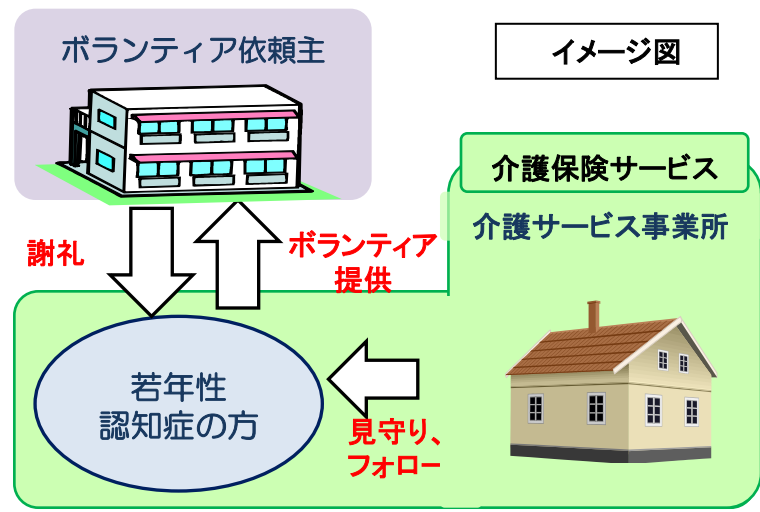 ボランティア依頼主
イメージ図
介護保険サービス
介護サービス事業所
謝礼
ボランティア
提供
若年性
認知症の方
見守り、
フォロー